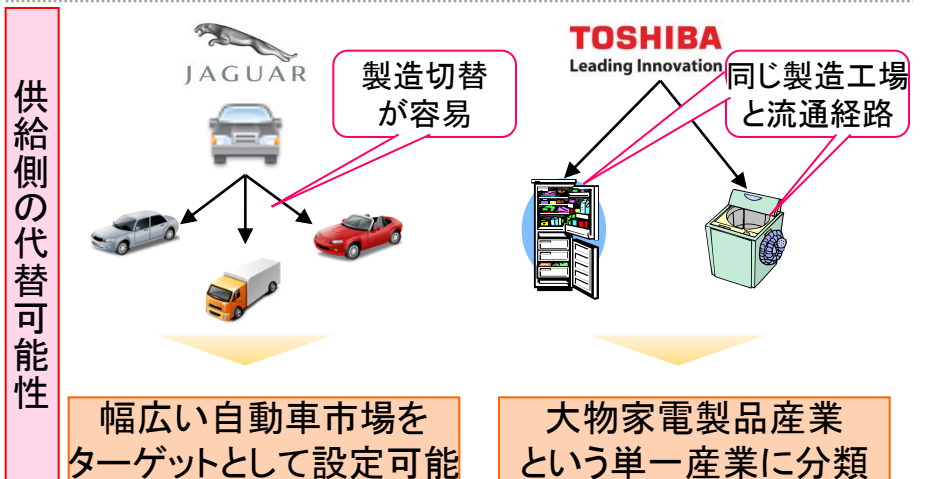 供給側の代替可能性
JAGUAR
製造切替
が容易
TOSHIBA
Leading Innovation
同じ製造工場
と流通経路
幅広い自動車市場を
ターゲットとして設定可能
大物家電製品産業
という単一産業に分類